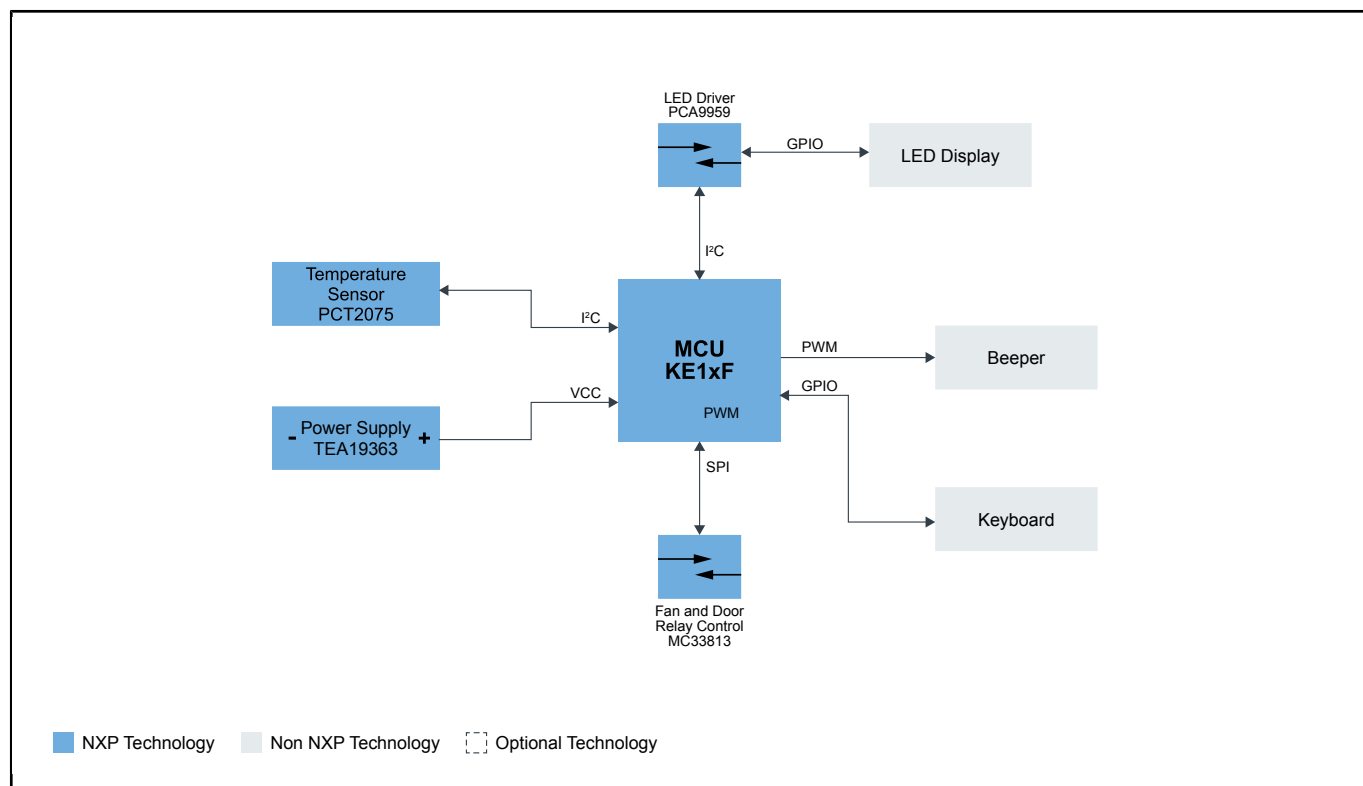 LED Driver
PCA9959
GPIO
LED Display
I²C
Temperature
Sensor
PCT2075
I²C
MCU
KE1xF
PWM
Beeper
GPIO
VCC
PWM
- Power Supply +
TEA19363
SPI
Keyboard
Fan and Door
Relay Control
MC33813
NXP Technology
Non NXP Technology
Optional Technology